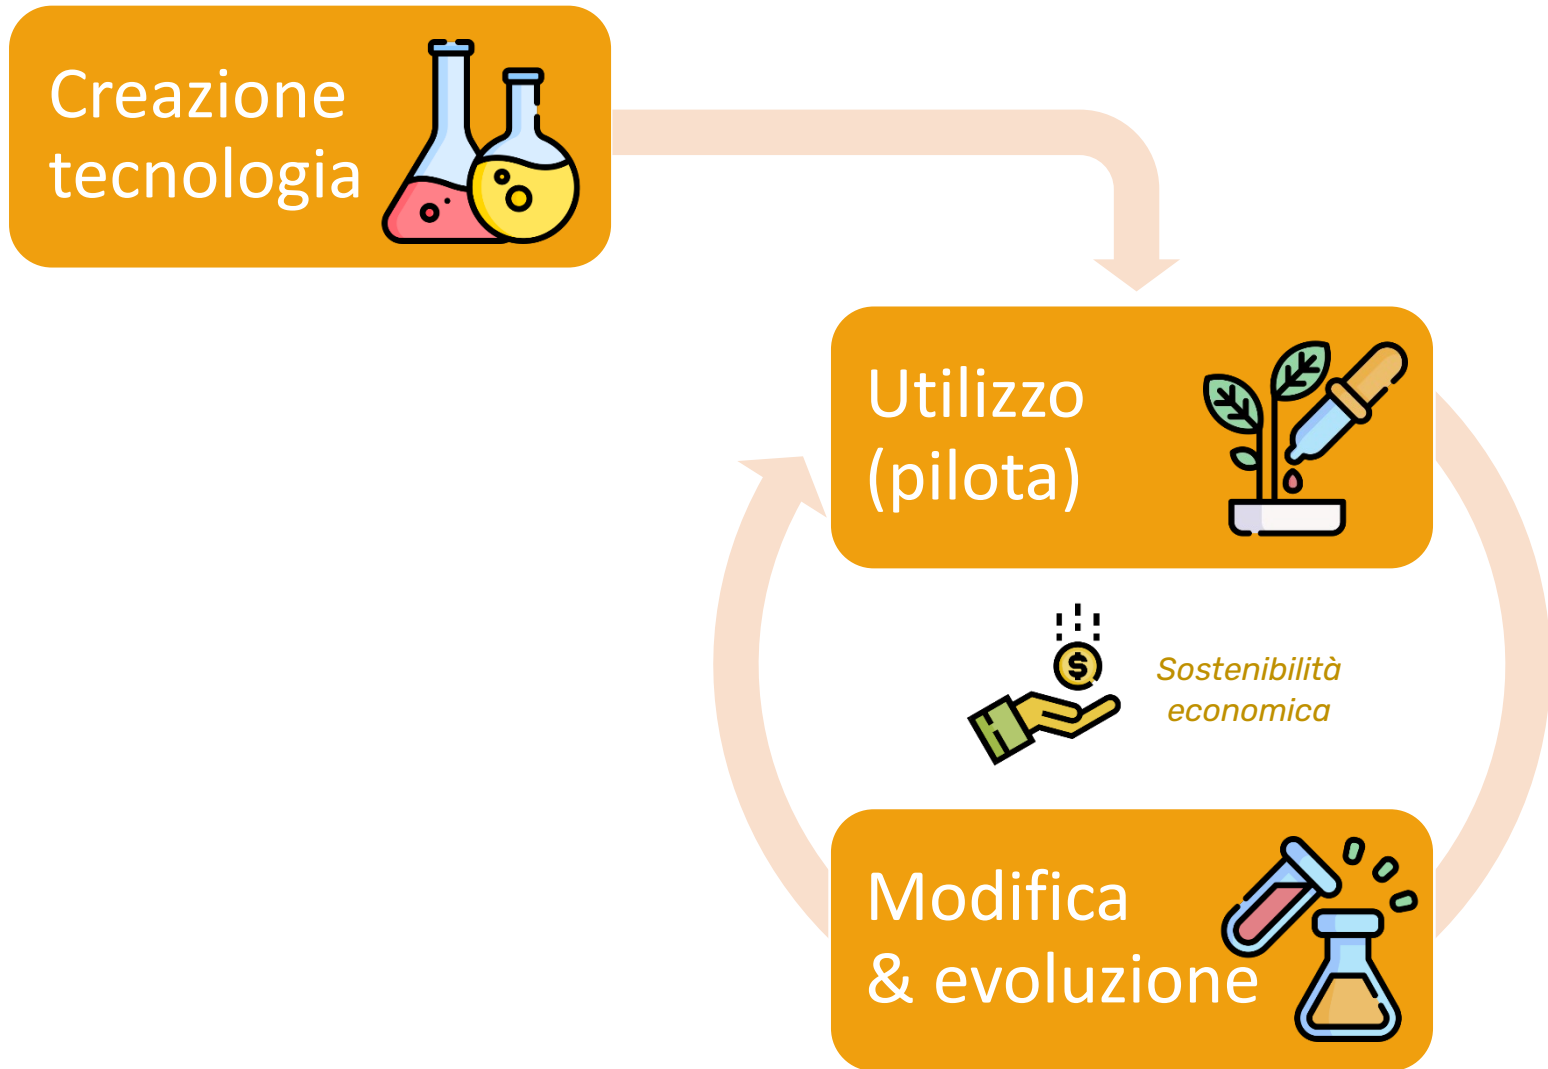 Creazione
tecnologia
Utilizzo
(pilota)
$
Sostenibilità
economica
Modifica
& evoluzione